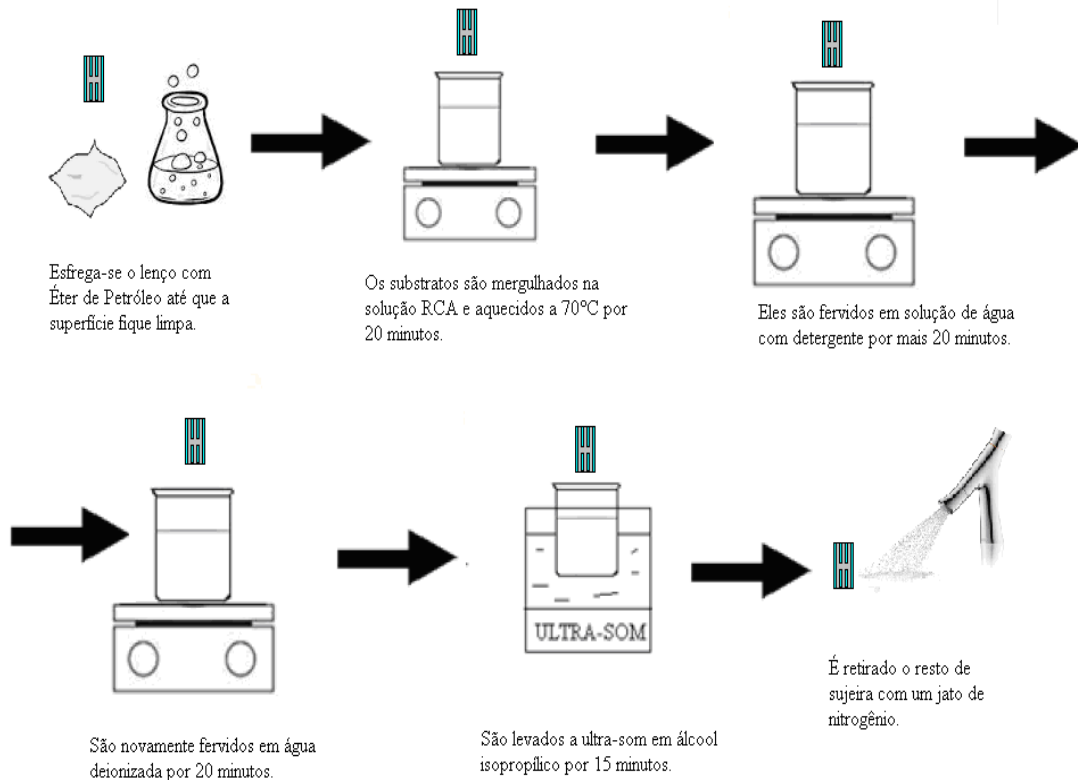 Esfrega-se o lenço com
Éter de Petróleo até que a
superfície fique limpa.
Os substratos são mergulhados na
solução RCA e aquecidos a 70°C por
20 minutos.
Eles são fervidos em solução de água
com detergente por mais 20 minutos.
São novamente fervidos em água
deionizada por 20 minutos.
ULTRA-SOM
São levados a ultra-som em álcool
isopropílico por 15 minutos.
É retirado o resto de
sujeira com um jato de
nitrogênio.